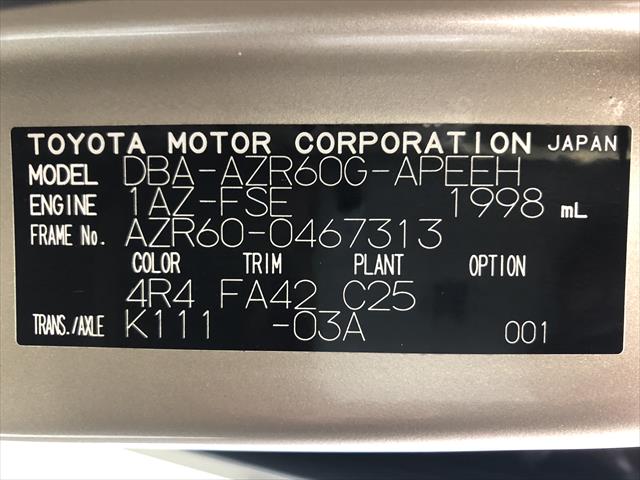 TOYOTA MOTOR CORPORATION JAPAN
MODEL DBA-AZR60G-APEEH
ENGINE 1AZ-FSE 1998 mL
FRAME No. AZR60-0467313
COLOR TRIM PLANT OPTION
4R4 FA42 C25
TRANS./AXLE K111 -03A 001